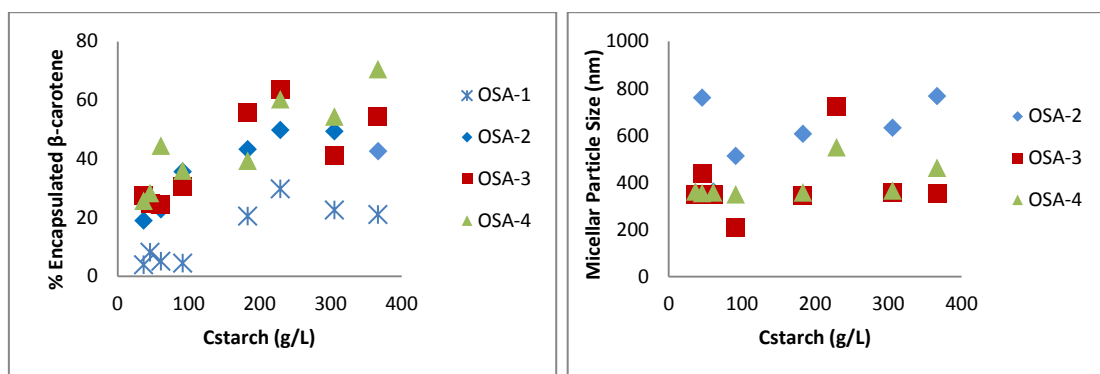 80
60
40
20
0
0
100
200
300
400
% Encapsulated β-carotene
Cstarch (g/L)
OSA-1
OSA-2
OSA-3
OSA-4
1000
800
600
400
200
0
0
100
200
300
400
Micellar Particle Size (nm)
Cstarch (g/L)
OSA-2
OSA-3
OSA-4